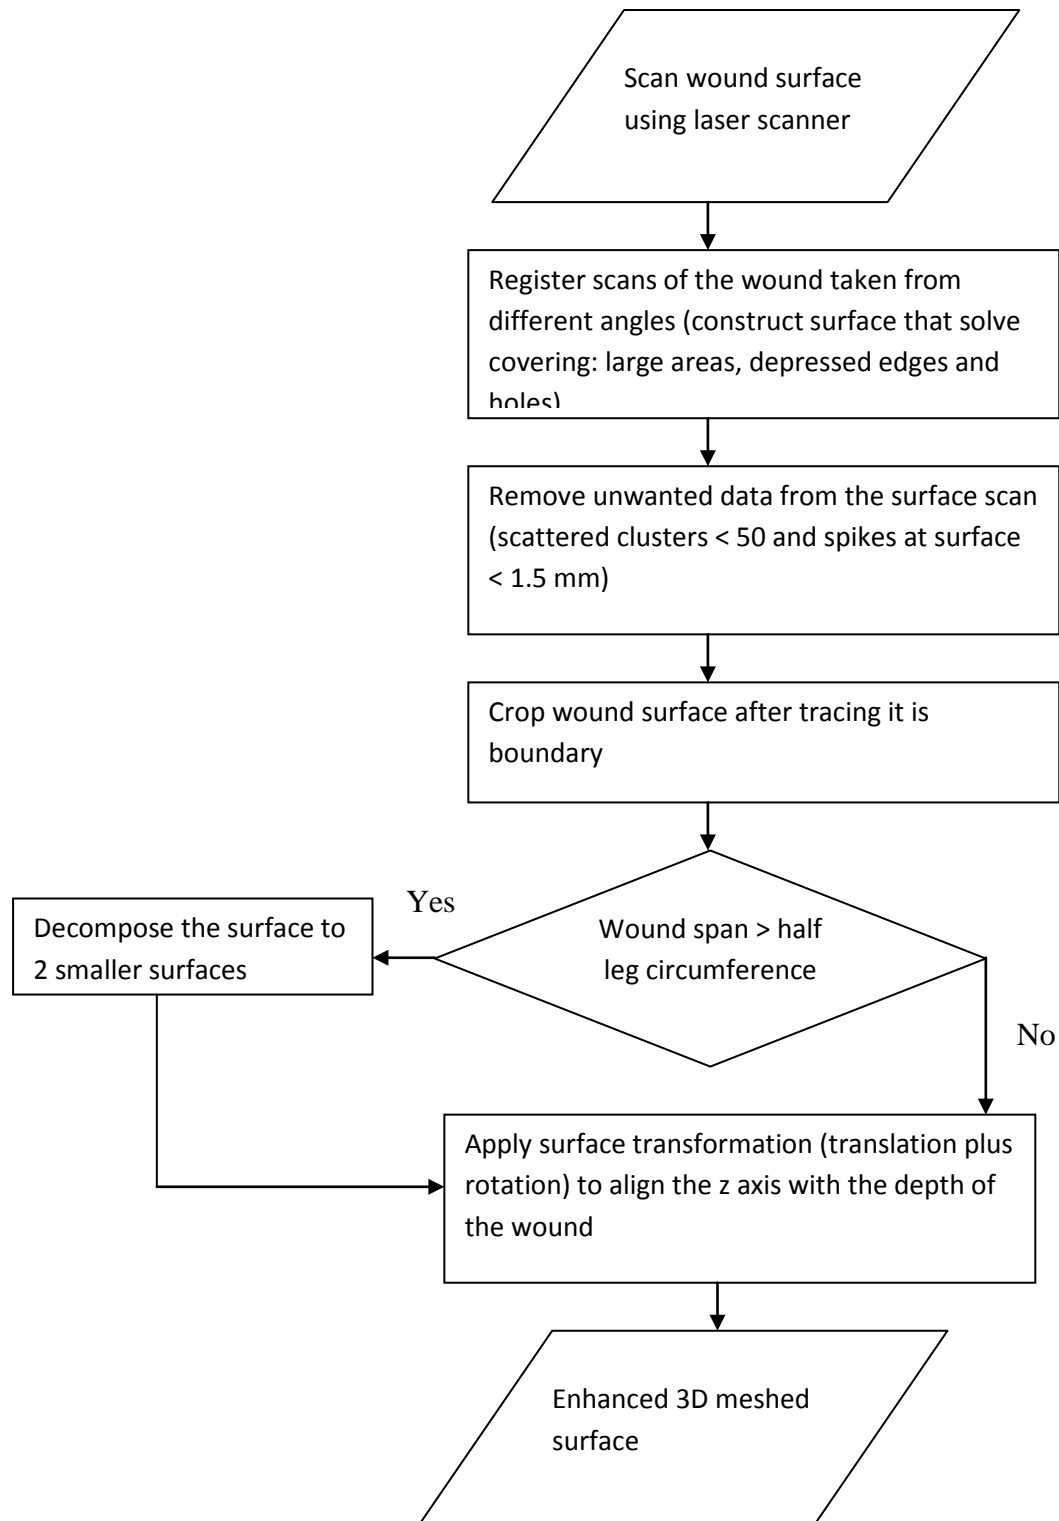 Scan wound surface
using laser scanner
Register scans of the wound taken from
different angles (construct surface that solve
covering: large areas, depressed edges and
holes)
Remove unwanted data from the surface scan
(scattered clusters < 50 and spikes at surface
< 1.5 mm)
Crop wound surface after tracing it is
boundary
Yes
Wound span > half
leg circumference
Decompose the surface to
2 smaller surfaces
No
Apply surface transformation (translation plus
rotation) to align the z axis with the depth of
the wound
Enhanced 3D meshed
surface